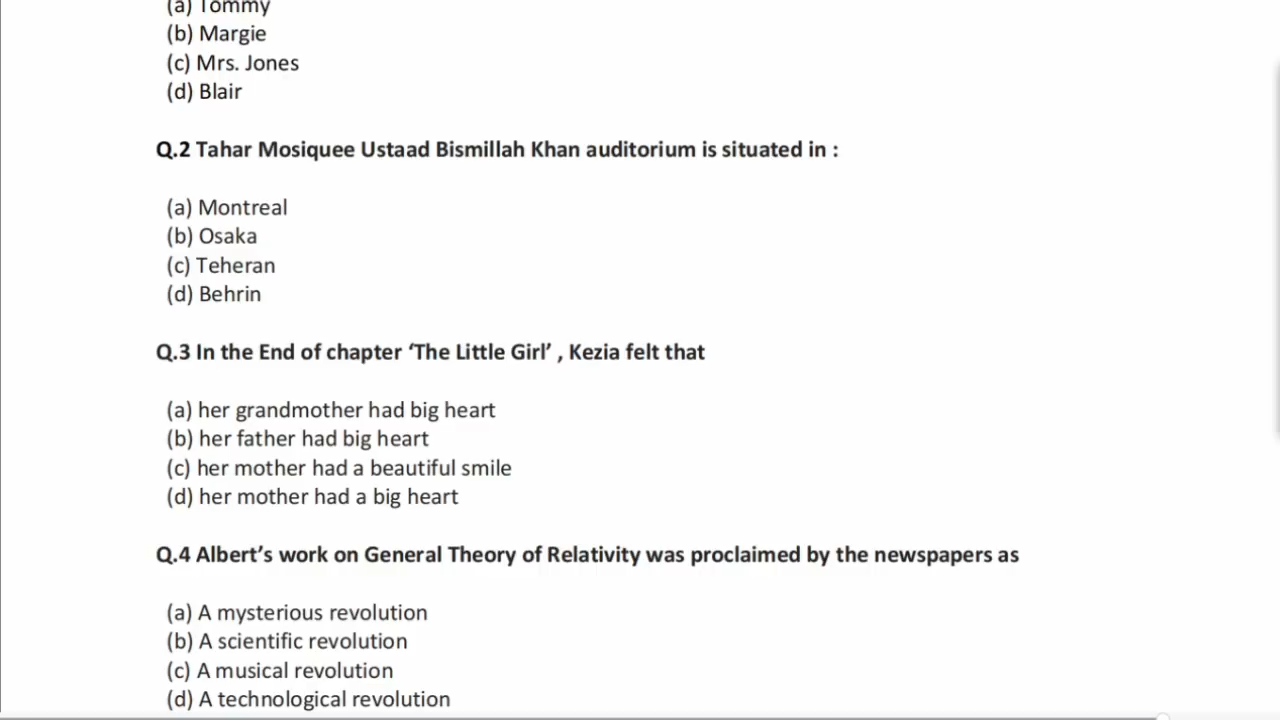 (a) Tommy
(b) Margie
(c) Mrs. Jones
(d) Blair
Q.2 Tahar Mosiquee Ustaad Bismillah Khan auditorium is situated in :
(a) Montreal
(b) Osaka
(c) Teheran
(d) Behrin
Q.3 In the End of chapter ‘The Little Girl’ , Kezia felt that
(a) her grandmother had big heart
(b) her father had big heart
(c) her mother had a beautiful smile
(d) her mother had a big heart
Q.4 Albert’s work on General Theory of Relativity was proclaimed by the newspapers as
(a) A mysterious revolution
(b) A scientific revolution
(c) A musical revolution
(d) A technological revolution